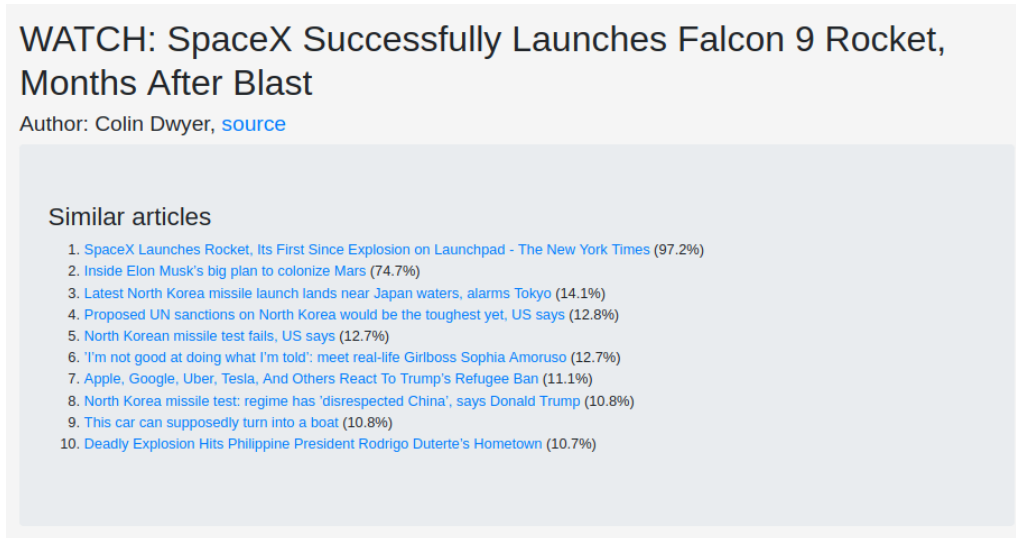 WATCH: SpaceX Successfully Launches Falcon 9 Rocket,
Months After Blast
Author: Colin Dwyer, source
Similar articles
1. SpaceX Launches Rocket, Its First Since Explosion on Launchpad - The New York Times (97.2%)
2. Inside Elon Musk's big plan to colonize Mars (74.7%)
3. Latest North Korea missile launch lands near Japan waters, alarms Tokyo (14.1%)
4. Proposed UN sanctions on North Korea would be the toughest yet, US says (12.8%)
5. North Korean missile test fails, US says (12.7%)
6. 'I'm not good at doing what I'm told': meet real-life Girlboss Sophia Amoruso (12.7%)
7. Apple, Google, Uber, Tesla, And Others React To Trump's Refugee Ban (11.1%)
8. North Korea missile test: regime has 'disrespected China', says Donald Trump (10.8%)
9. This car can supposedly turn into a boat (10.8%)
10. Deadly Explosion Hits Philippine President Rodrigo Duterte's Hometown (10.7%)